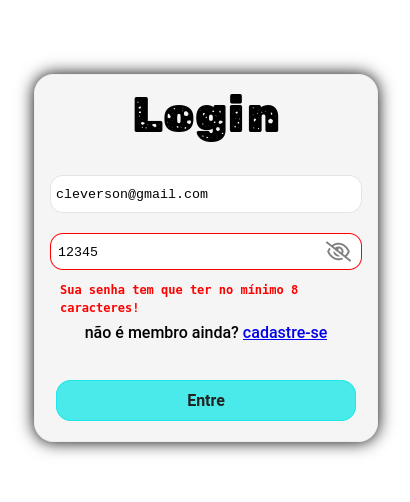 Login
cleverson@gmail.com
12345
Sua senha tem que ter no mínimo 8
caracteres!
não é membro ainda? cadastre-se
Entre